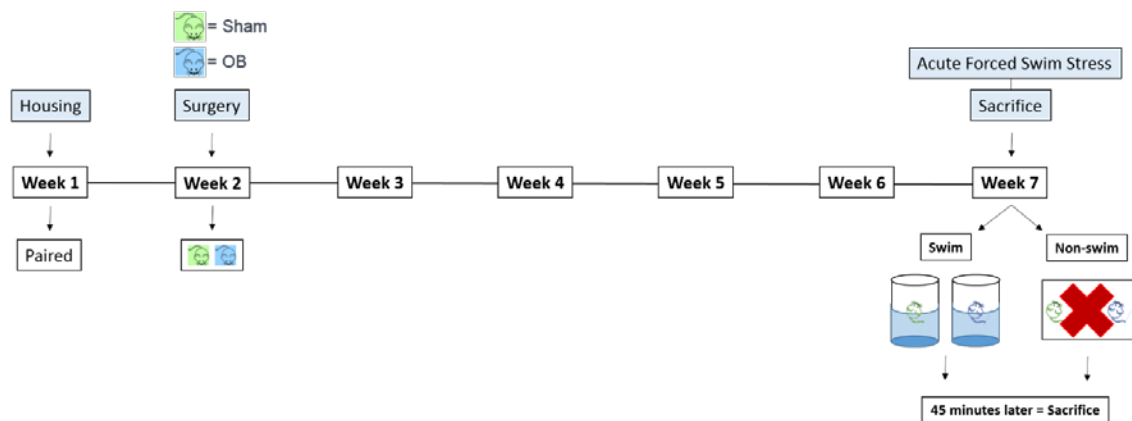 = Sham
= OB
Acute Forced Swim Stress
Housing
Surgery
Sacrifice
Week 1
Week 2
Week 3
Week 4
Week 5
Week 6
Week 7
Paired
Swim
Non-swim
45 minutes later = Sacrifice